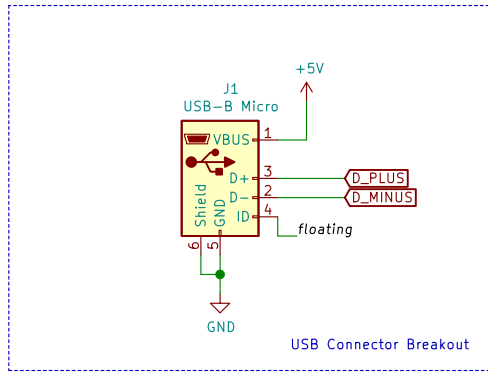 +5V
J1
USB-B Micro
VBUS 1
D+ 3 D_PLUS
D- 2 D_MINUS
ID 4
floating
Shield
GND
6 5
GND
USB Connector Breakout